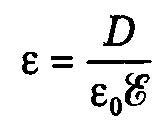 ε = D / ε₀ℰ